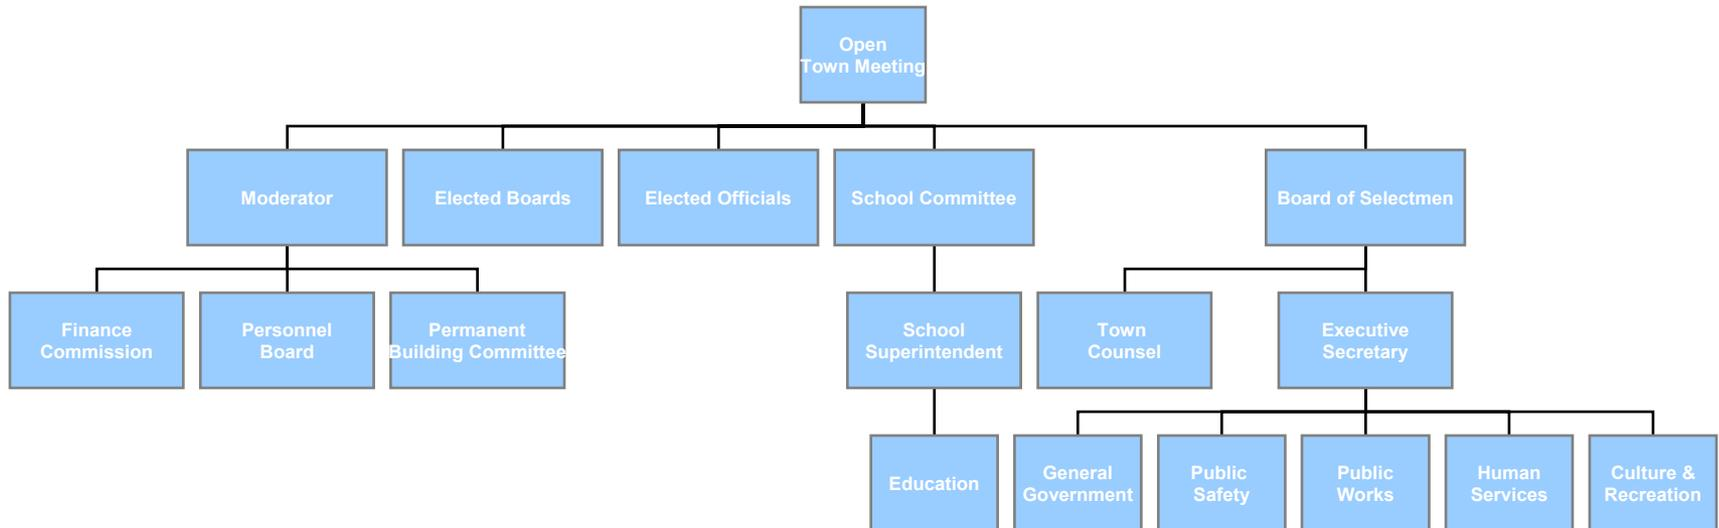 Open
Town Meeting
Moderator
Elected Boards
Elected Officials
School Committee
Board of Selectmen
Finance
Commission
Personnel
Board
Permanent
Building Committee
School
Superintendent
Town
Counsel
Executive
Secretary
Education
General
Government
Public
Safety
Public
Works
Human
Services
Culture &
Recreation